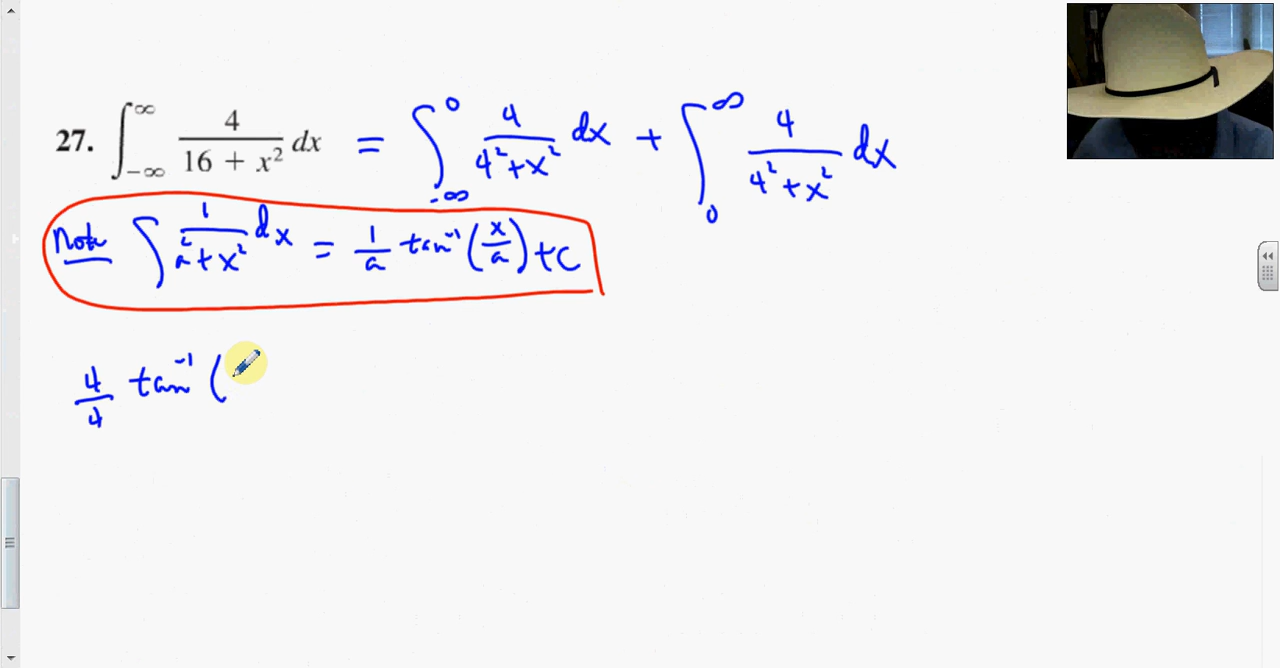 27. ∫_{-∞}^{∞} 4/(16 + x²) dx = ∫_{-∞}^{0} 4/(4²+x²) dx + ∫_{0}^{∞} 4/(4²+x²) dx
Note ∫ 1/(a²+x²) dx = 1/a tan⁻¹(x/a) + C
4/4 tan⁻¹(